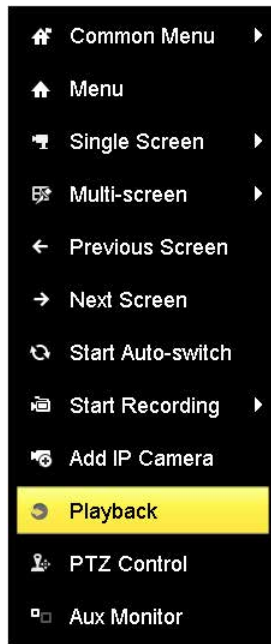 Common Menu
Menu
Single Screen
Multi-screen
Previous Screen
Next Screen
Start Auto-switch
Start Recording
Add IP Camera
Playback
PTZ Control
Aux Monitor